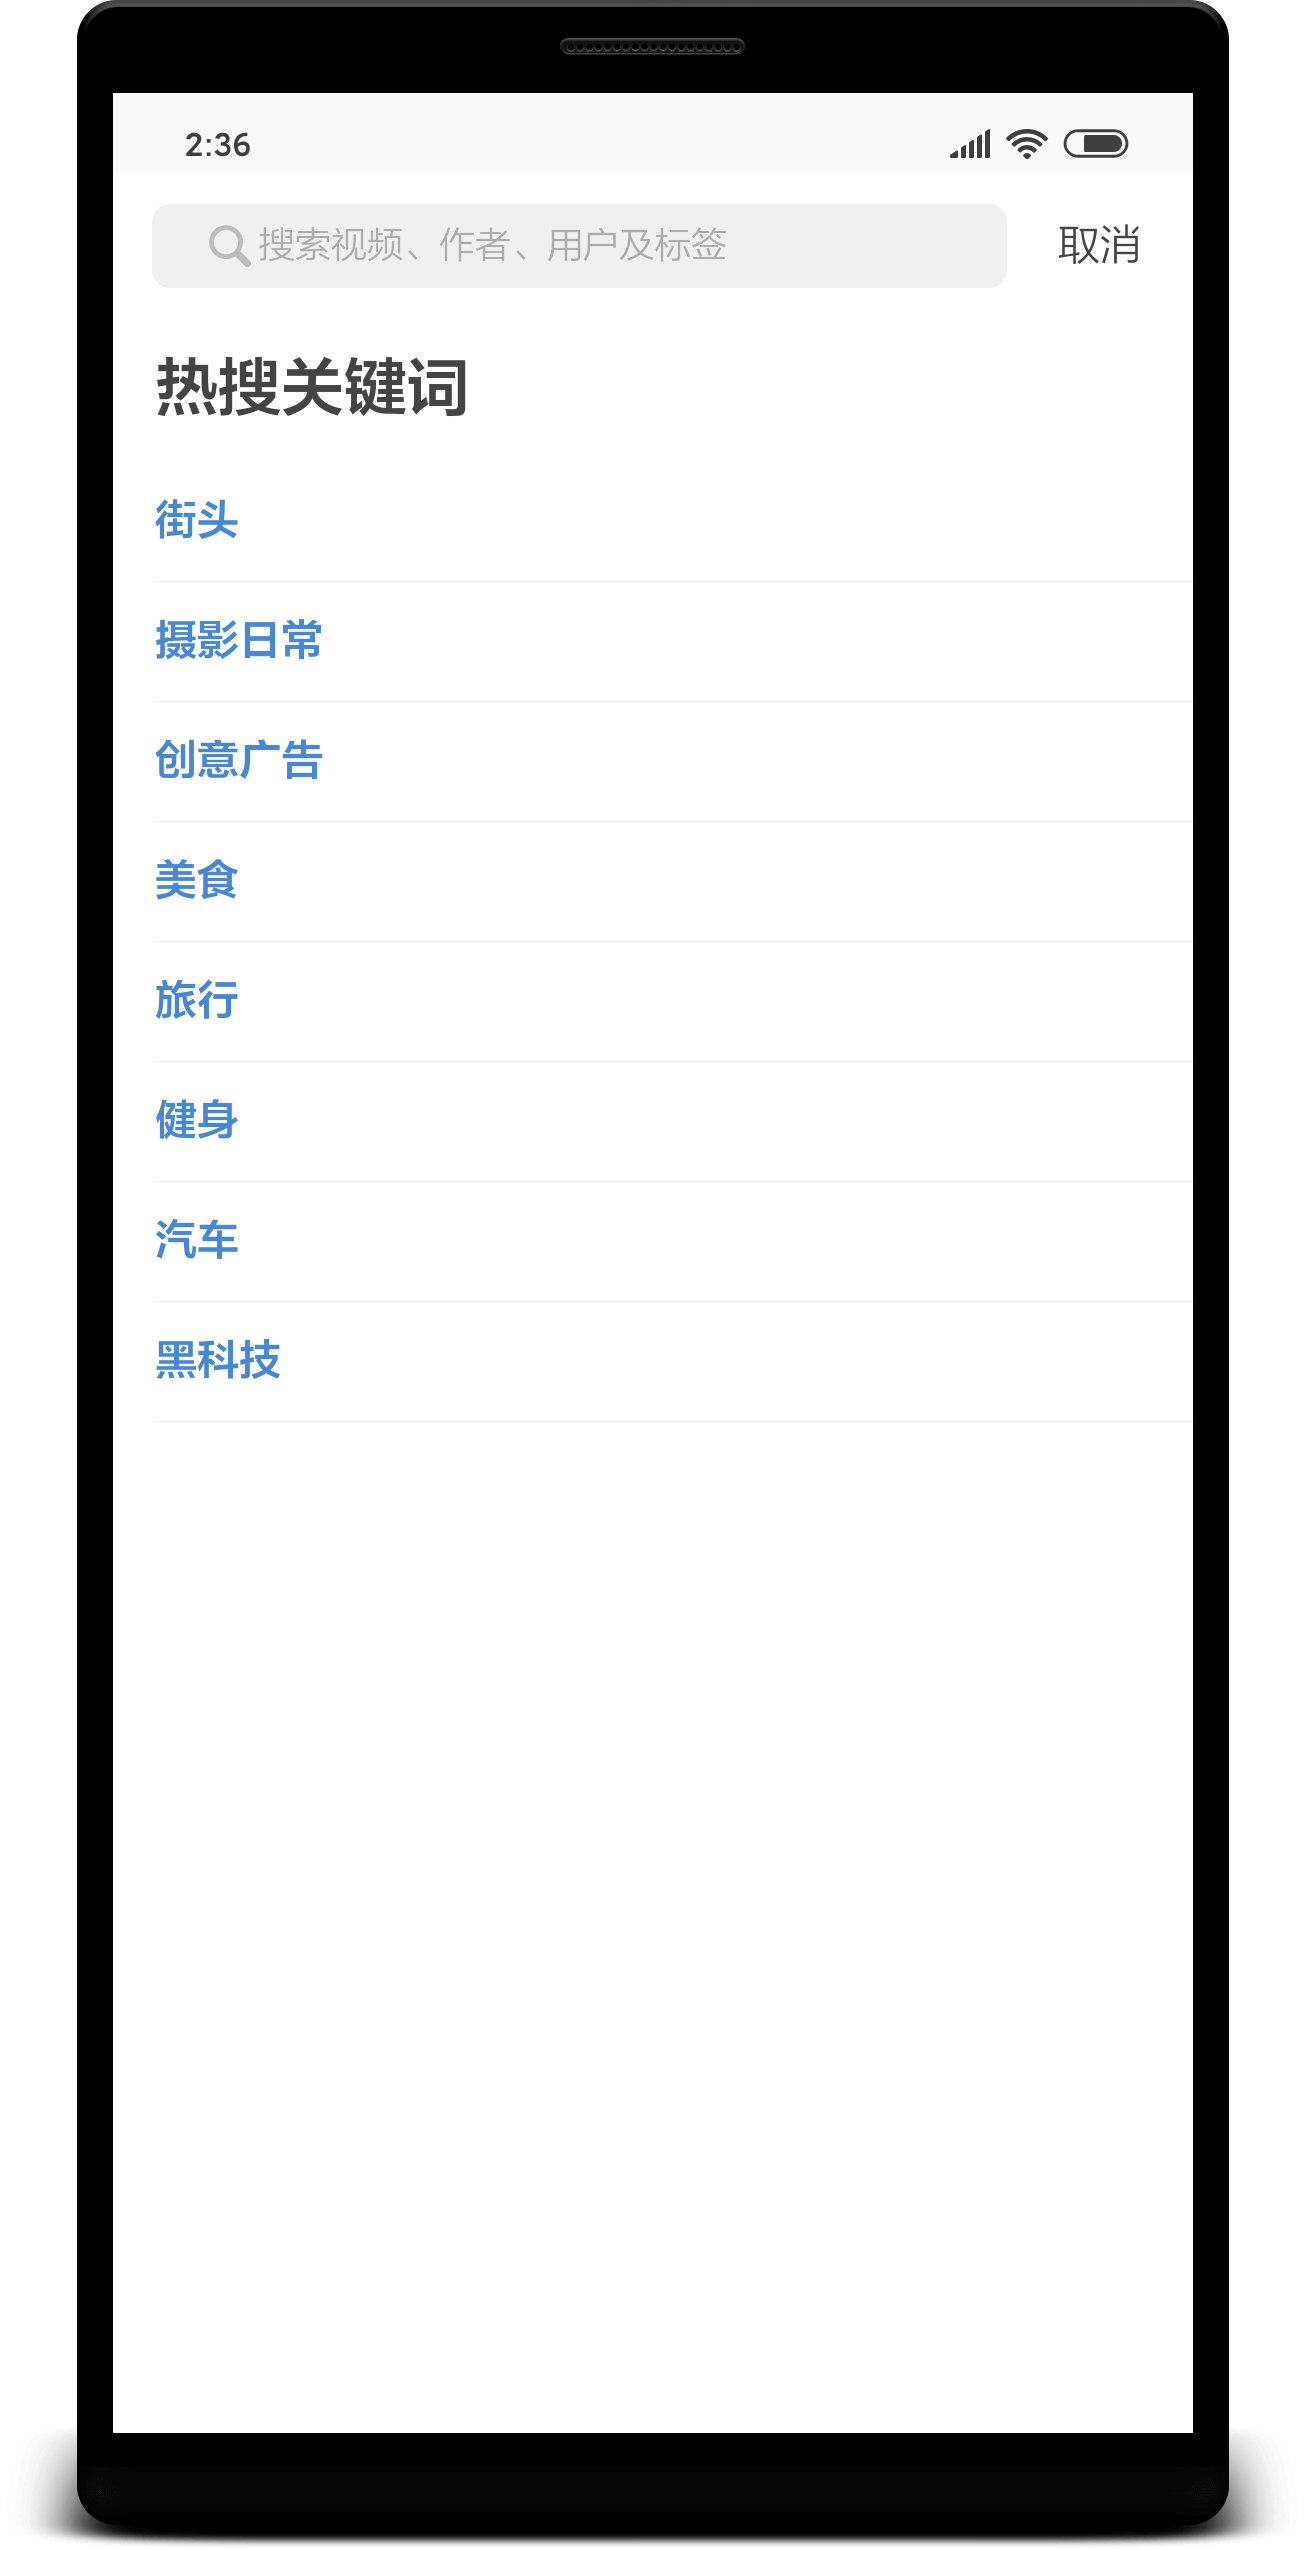 2:36
搜索视频、作者、用户及标签 取消
热搜关键词
街头
摄影日常
创意广告
美食
旅行
健身
汽车
黑科技